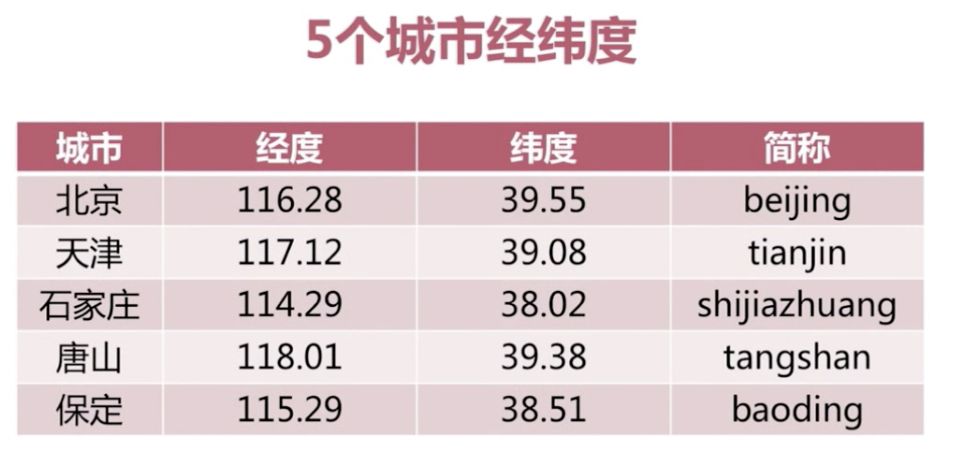 5个城市经纬度
城市 经度 纬度 简称
北京 116.28 39.55 beijing
天津 117.12 39.08 tianjin
石家庄 114.29 38.02 shijiazhuang
唐山 118.01 39.38 tangshan
保定 115.29 38.51 baoding